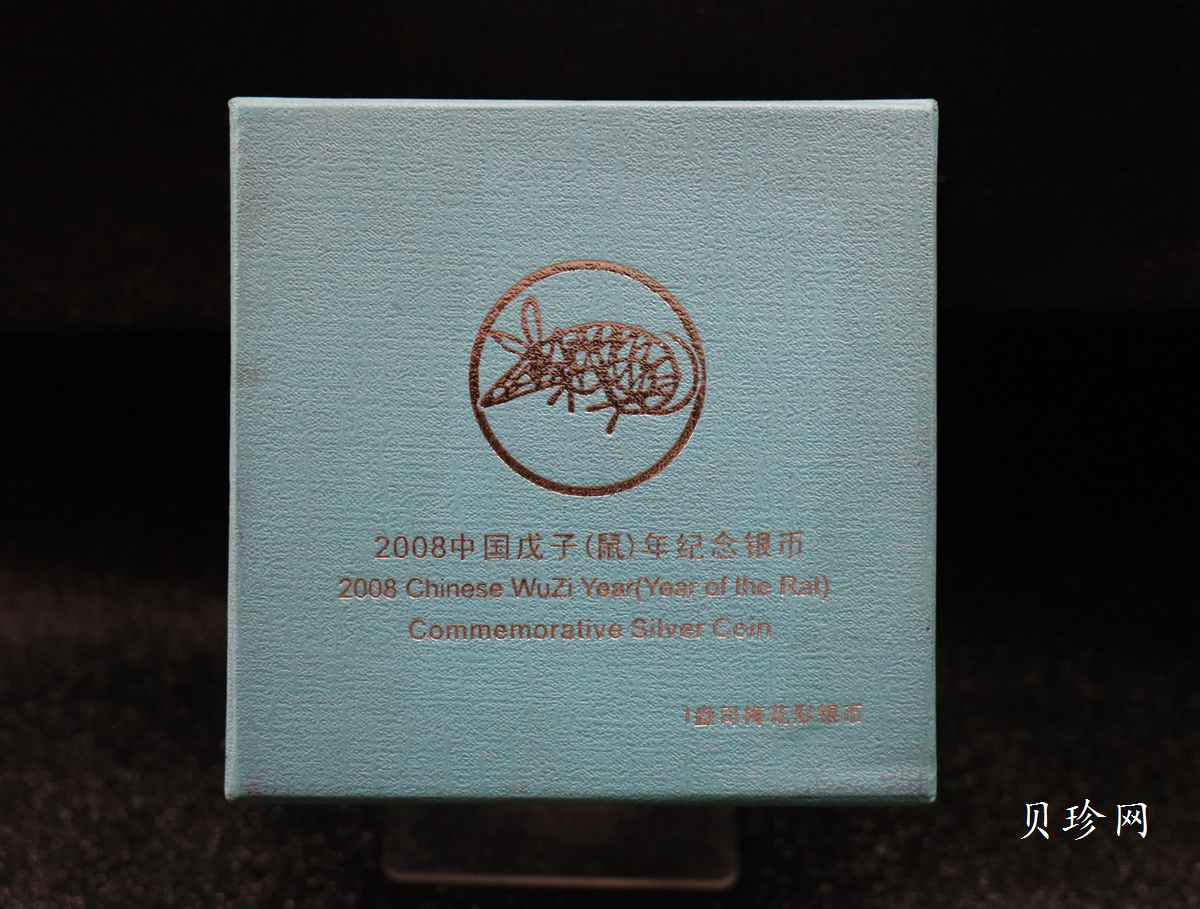 2008中国戊子(鼠)年纪念银币
2008 Chinese WuZi Year(Year of the Rat)
Commemorative Silver Coin
1盎司梅花形银币
贝珍网